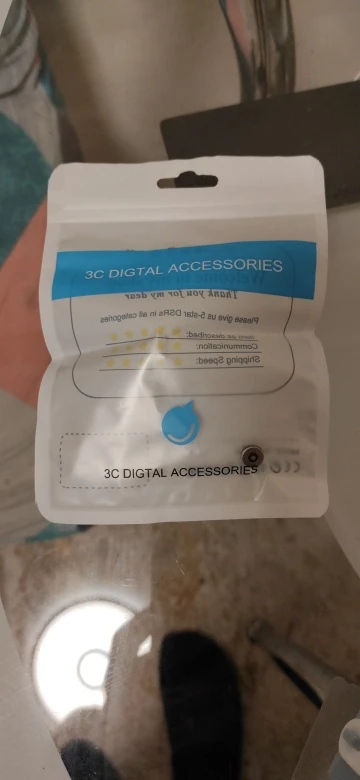 3C DIGTAL ACCESSORIES
Thank you for my dear
Please give us 5-star DSRs in all categories
Item as described:
Communication:
Shipping Speed:
3C DIGTAL ACCESSORIES
CE